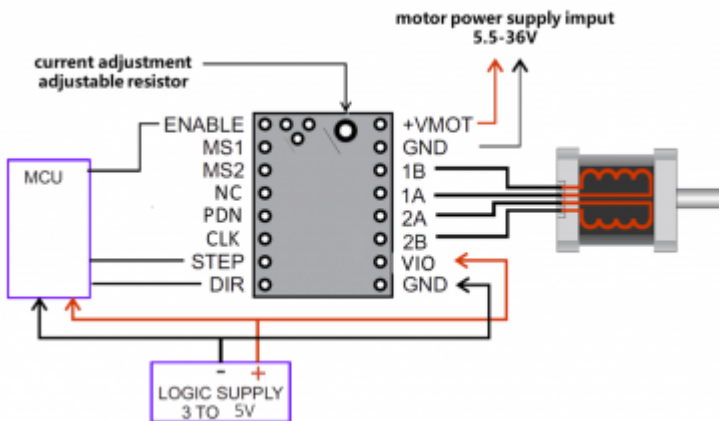 motor power supply imput
5.5-36V
current adjustment
adjustable resistor
ENABLE
MS1
MS2
NC
PDN
CLK
STEP
DIR
+VMOT
GND
1B
1A
2A
2B
VIO
GND
MCU
- +
LOGIC SUPPLY
3 TO 5V